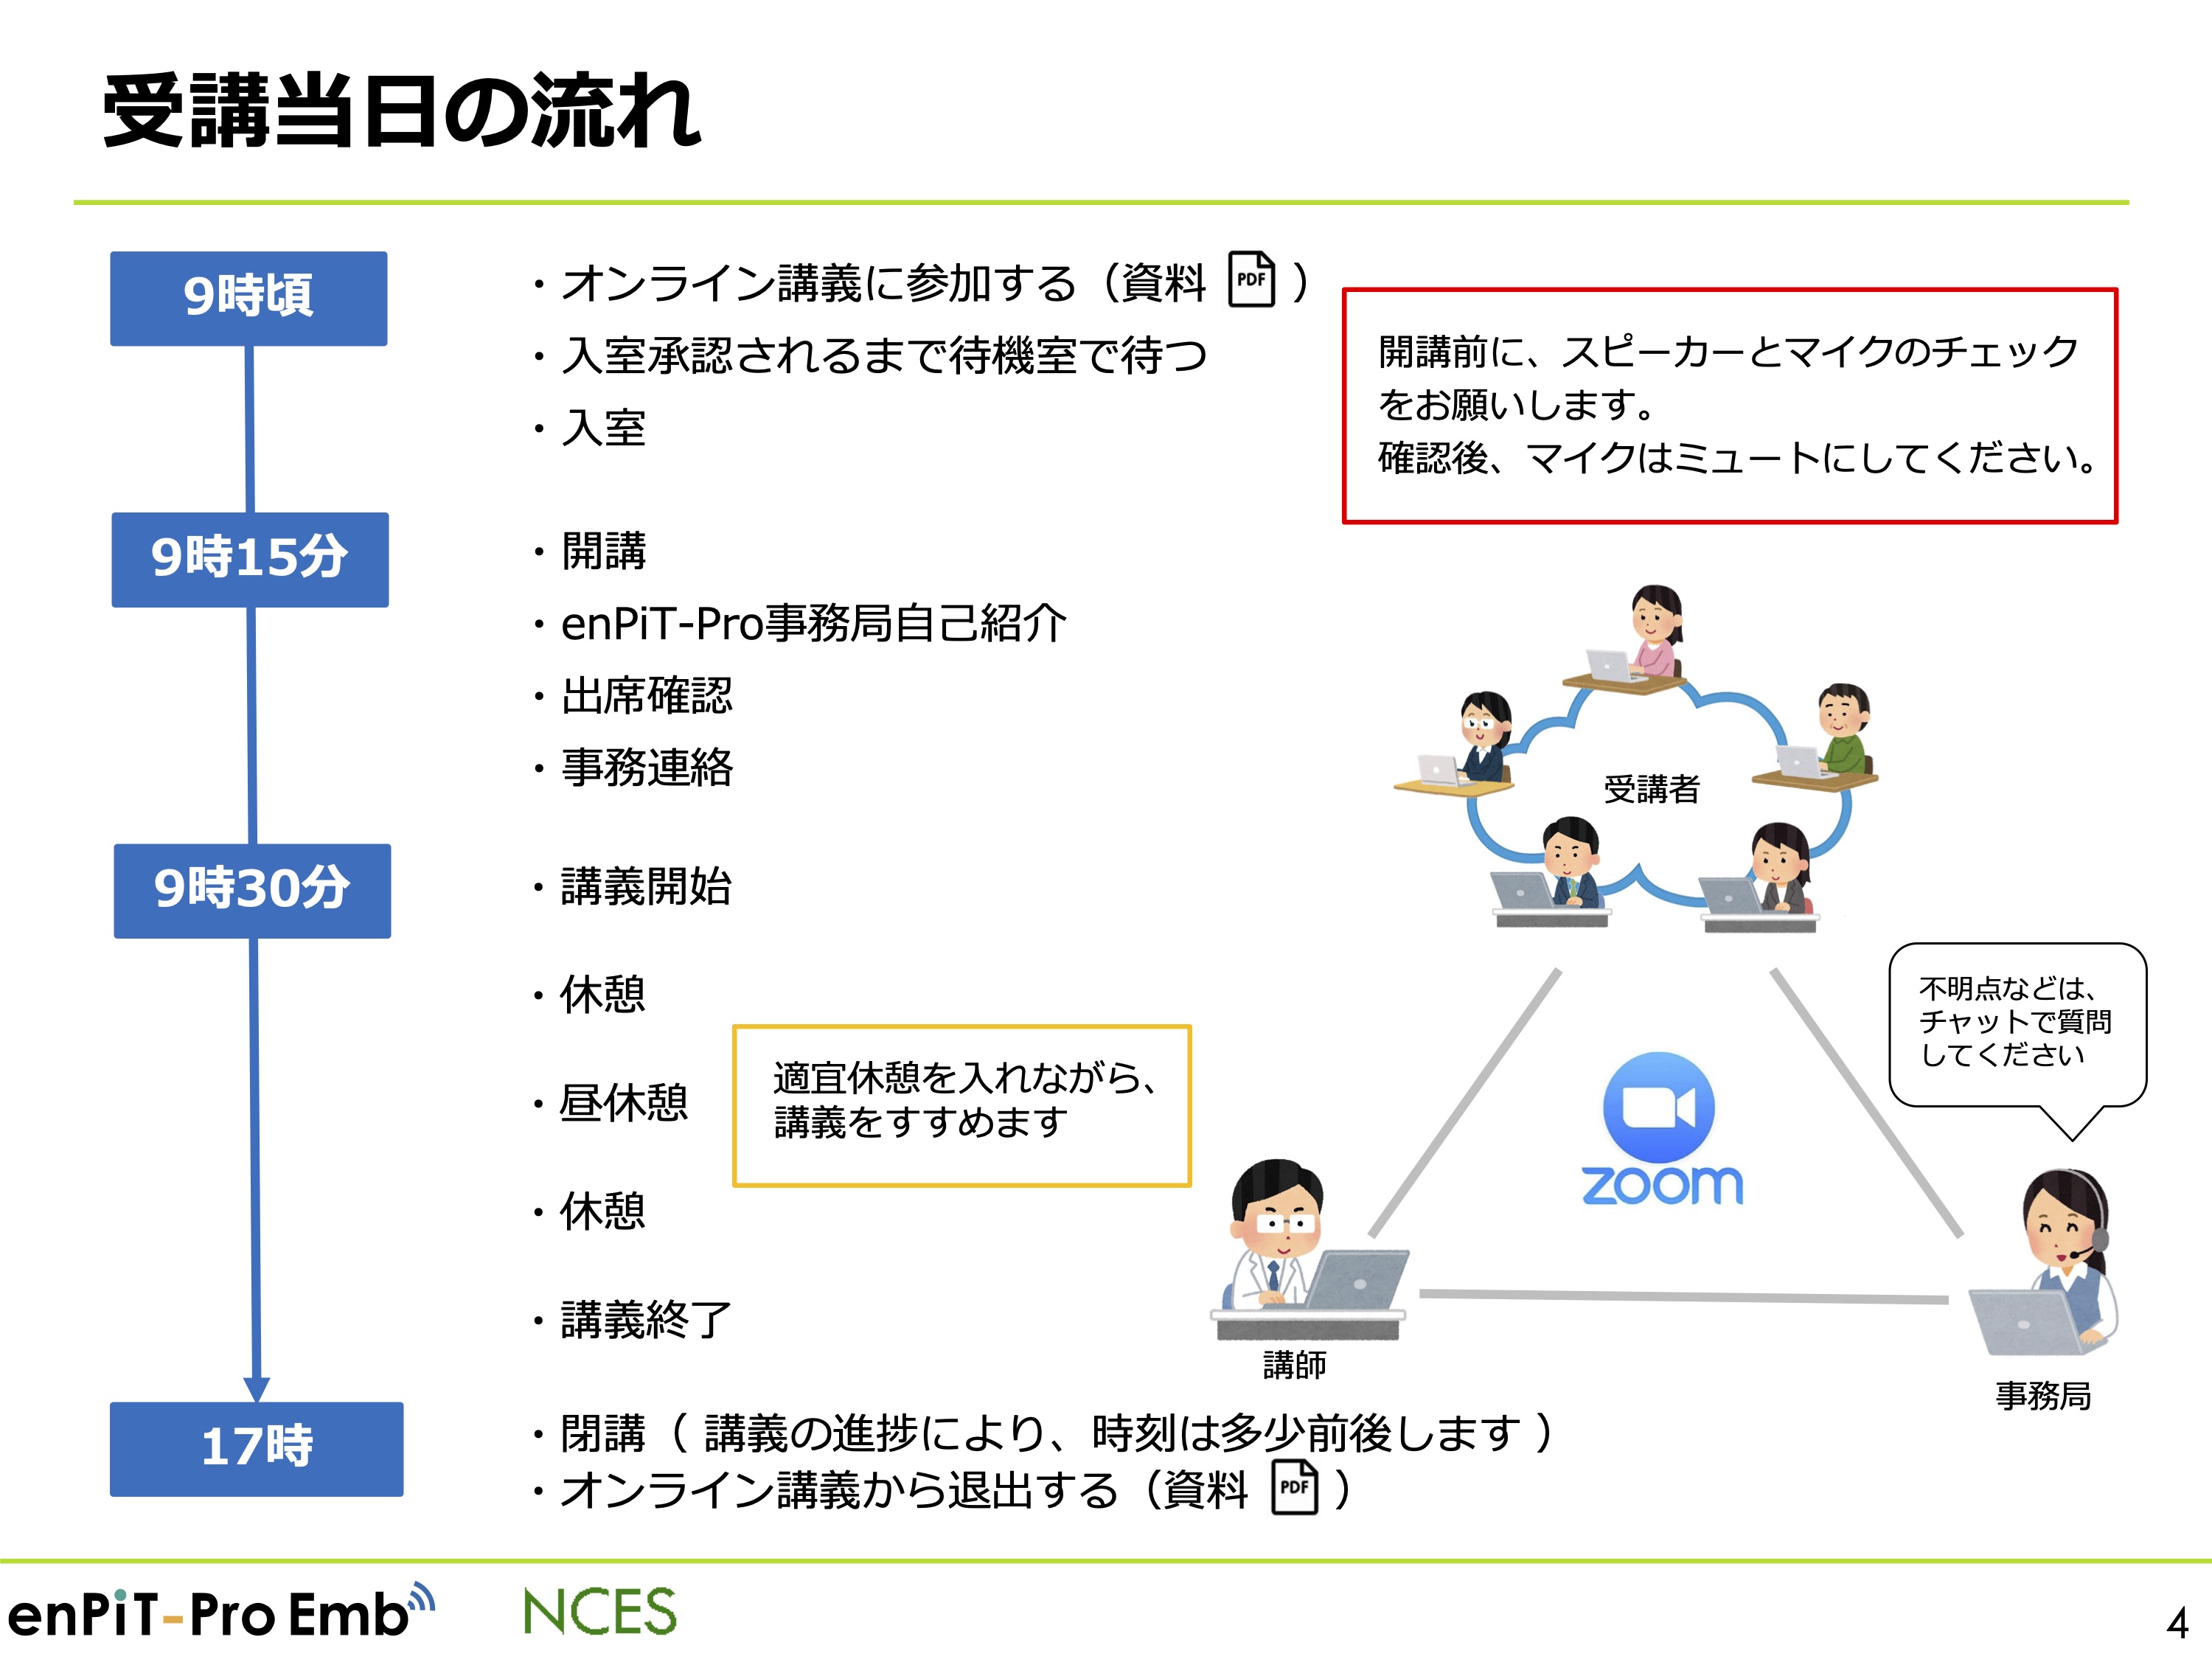 受講当日の流れ
9時頃
・オンライン講義に参加する（資料 PDF ）
・入室承認されるまで待機室で待つ
・入室
開講前に、スピーカーとマイクのチェック
をお願いします。
確認後、マイクはミュートにしてください。
9時15分
・開講
・enPiT-Pro事務局自己紹介
・出席確認
・事務連絡
受講者
9時30分
・講義開始
・休憩
・昼休憩
適宜休憩を入れながら、
講義をすすめます
・休憩
・講義終了
不明点などは、
チャットで質問
してください
zoom
講師
事務局
17時
・閉講（ 講義の進捗により、時刻は多少前後します ）
・オンライン講義から退出する（資料 PDF ）
enPiT-Pro Emb
NCES
4